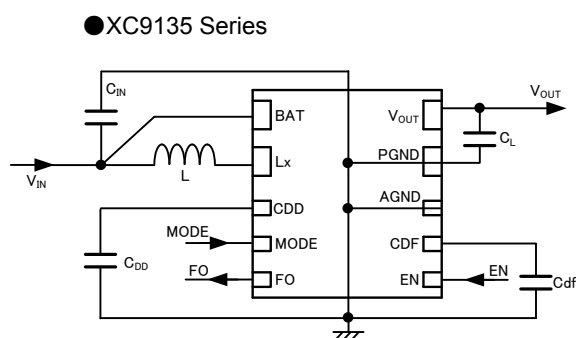 ●XC9135 Series
CIN
VOUT
BAT
VOUT
PGND
CL
Lx
L
VIN
AGND
CDD
MODE
MODE
CDF
CDD
FO
FO
EN
EN
Cdf